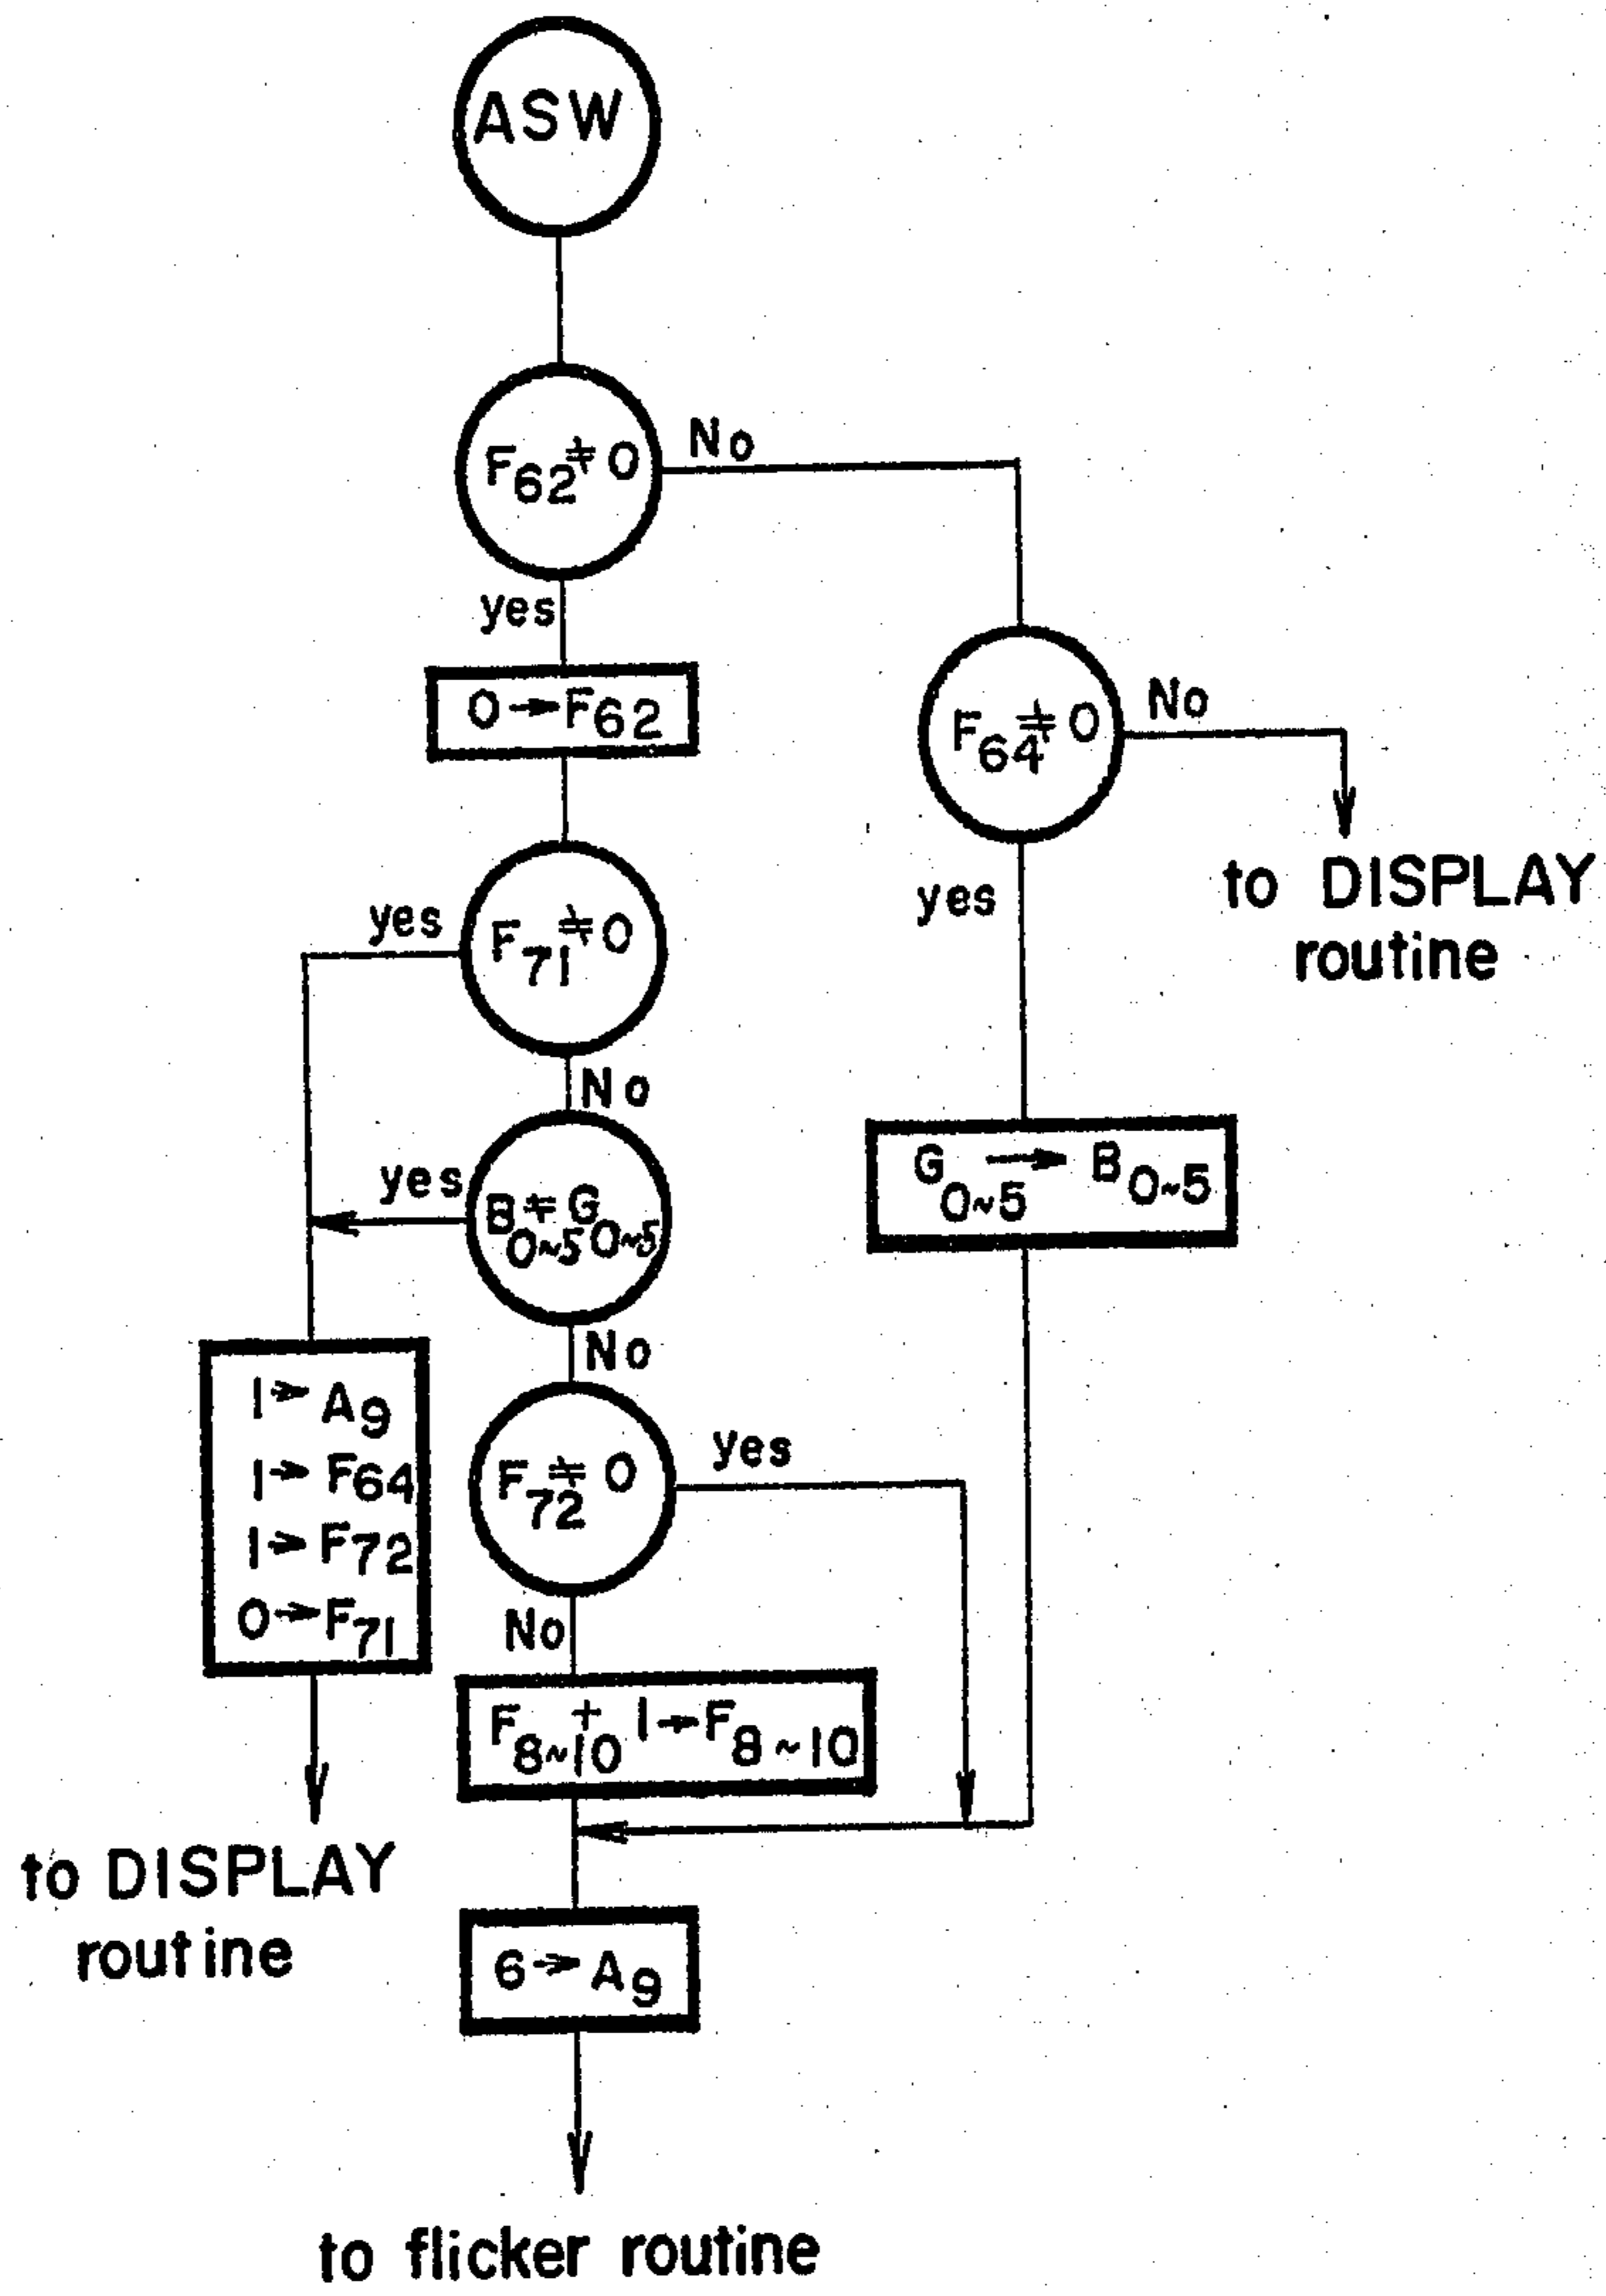 ASW
F62≠0
No
yes
0→F62
F64≠0
No
to DISPLAY
routine
yes
F71≠0
yes
No
G0~5 → B0~5
B0~5≠G0~5
yes
No
1→A9
1→F64
1→F72
0→F71
F72≠0
yes
No
F8~10+1→F8~10
to DISPLAY
routine
6→A9
to flicker routine